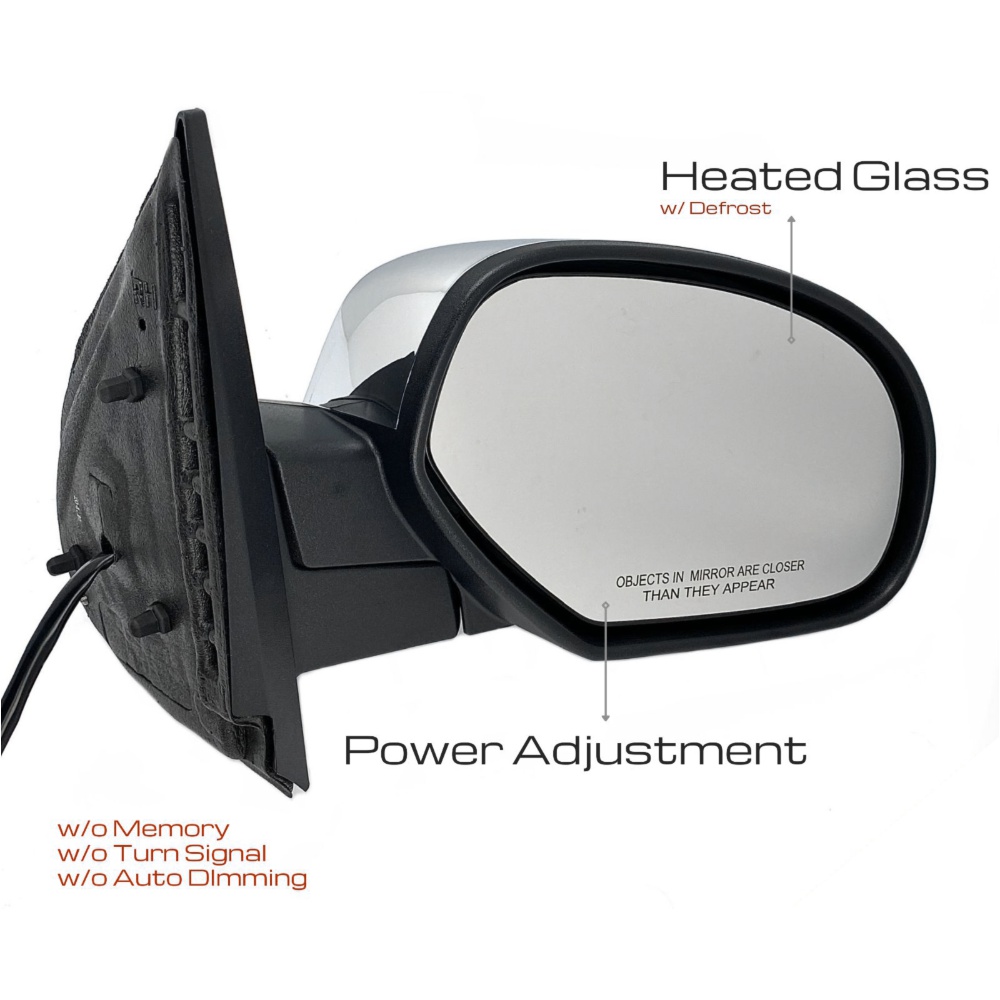 Heated Glass
w/ Defrost
OBJECTS IN MIRROR ARE CLOSER
THAN THEY APPEAR
Power Adjustment
w/o Memory
w/o Turn Signal
w/o Auto DImming